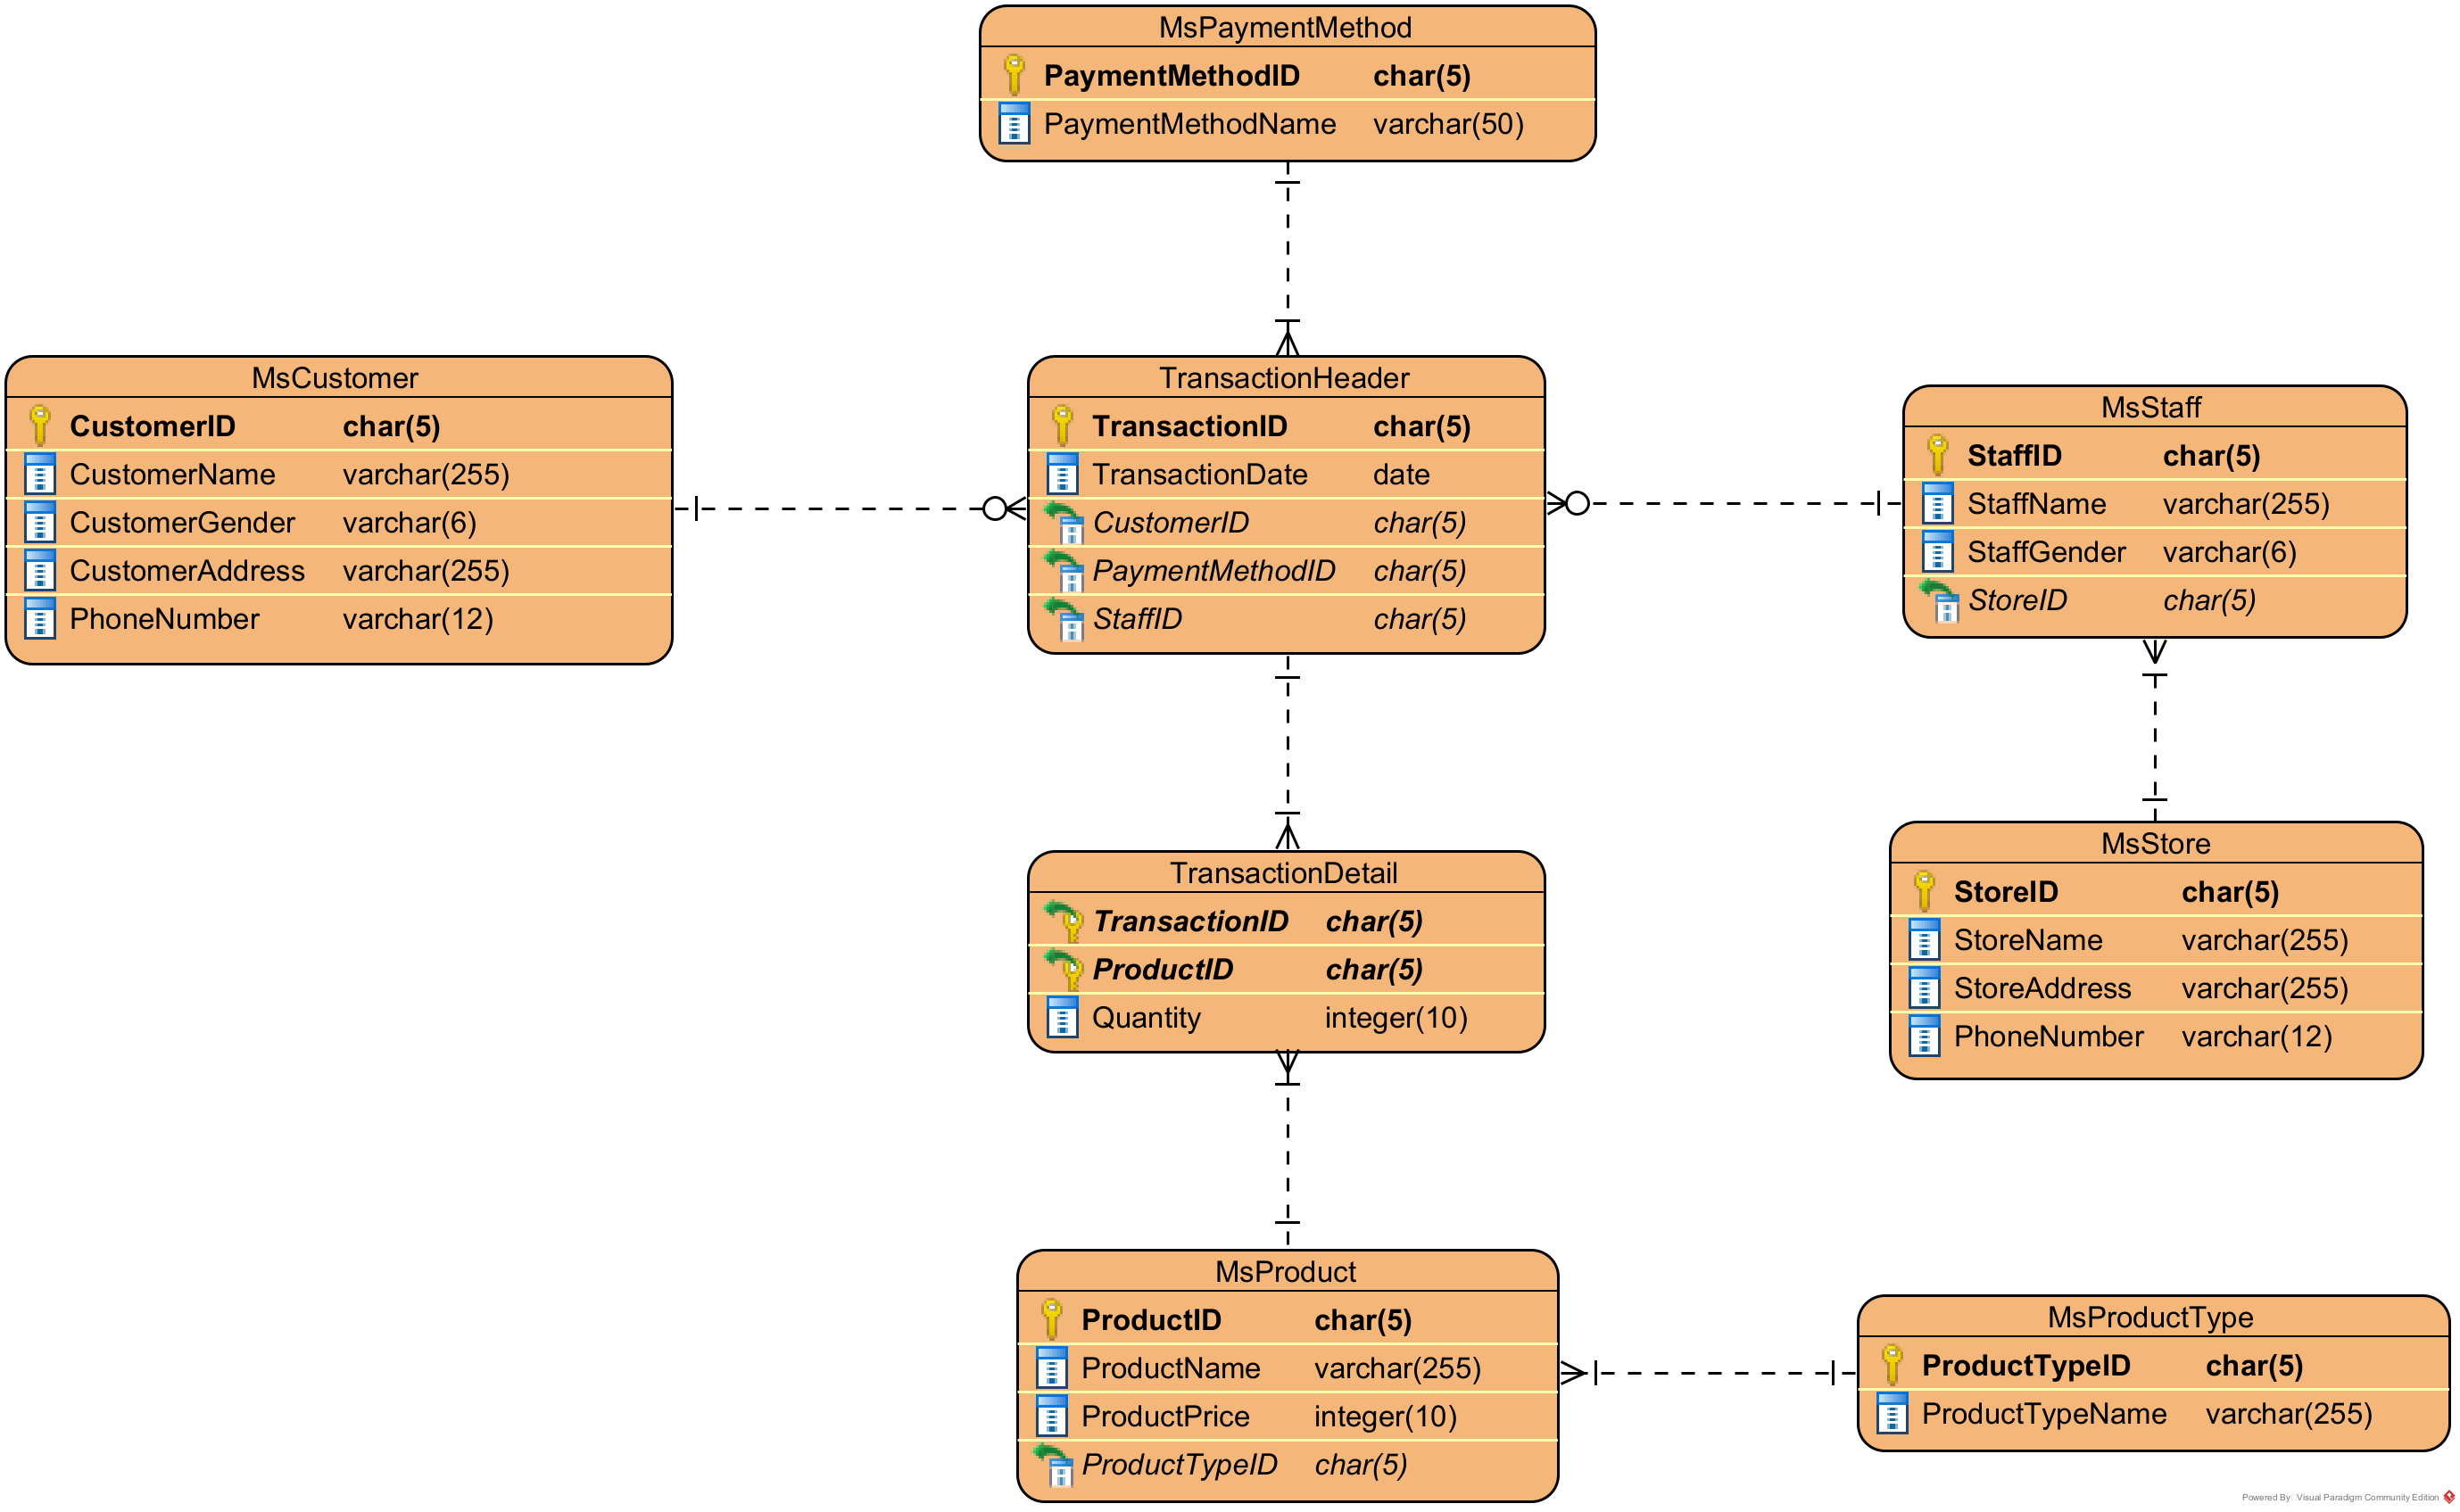 MsPaymentMethod
PaymentMethodID char(5)
PaymentMethodName varchar(50)
MsCustomer
CustomerID char(5)
CustomerName varchar(255)
CustomerGender varchar(6)
CustomerAddress varchar(255)
PhoneNumber varchar(12)
TransactionHeader
TransactionID char(5)
TransactionDate date
CustomerID char(5)
PaymentMethodID char(5)
StaffID char(5)
MsStaff
StaffID char(5)
StaffName varchar(255)
StaffGender varchar(6)
StoreID char(5)
TransactionDetail
TransactionID char(5)
ProductID char(5)
Quantity integer(10)
MsStore
StoreID char(5)
StoreName varchar(255)
StoreAddress varchar(255)
PhoneNumber varchar(12)
MsProduct
ProductID char(5)
ProductName varchar(255)
ProductPrice integer(10)
ProductTypeID char(5)
MsProductType
ProductTypeID char(5)
ProductTypeName varchar(255)
Powered By Visual Paradigm Community Edition